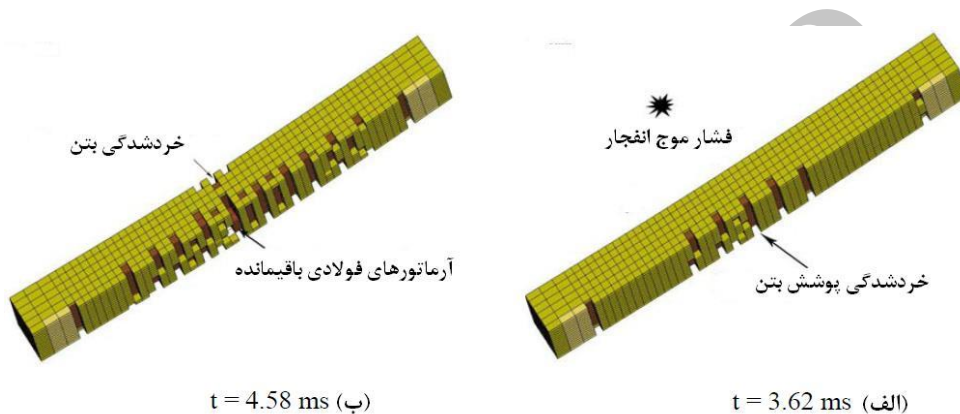 فشار موج انفجار
خردشدگی پوشش بتن
(الف) t = 3.62 ms
خردشدگی بتن
آرماتورهای فولادی باقیمانده
(ب) t = 4.58 ms